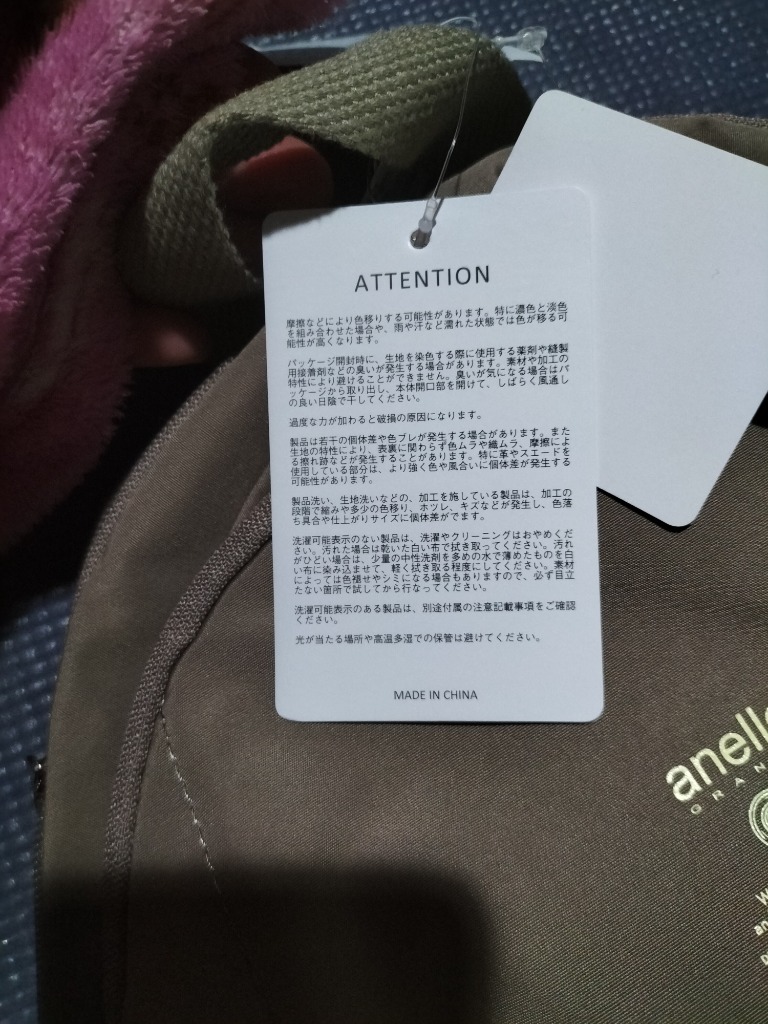 ATTENTION
摩擦などにより色移りする可能性があります。特に濃色と淡色
を組み合わせた場合や、雨や汗など濡れた状態では色が移る可
能性が高くなります。
パッケージ開封時に、生地を染色する際に使用する薬剤や縫製
用接着剤などの臭いが発生する場合があります。素材や加工の
特性により避けることができません。臭いが気になる場合はパ
ッケージから取り出し、本体開口部を開けて、しばらく風通し
の良い日陰で干してください。
過度な力が加わると破損の原因になります。
製品は若干の個体差や色ブレが発生する場合があります。また
生地の特性により、表裏に関わらず色ムラや織ムラ、摩擦によ
る擦れ跡などが発生することがあります。特に革やスエードを
使用している部分は、より強く色や風合いに個体差が発生する
可能性があります。
製品洗い、生地洗いなどの、加工を施している製品は、加工の
段階で縮みや多少の色移り、ホツレ、キズなどが発生し、色落
ち具合や仕上がりサイズに個体差がでます。
洗濯可能表示のない製品は、洗濯やクリーニングはおやめくだ
さい。汚れた場合は乾いた白い布で拭き取ってください。汚れ
がひどい場合は、少量の中性洗剤を多めの水で薄めたものを白
い布に染み込ませて、軽く拭き取る程度にしてください。素材
によっては色褪せやシミになる場合もありますので、必ず目立
たない箇所で試してから行なってください。
洗濯可能表示のある製品は、別途付属の注意記載事項をご確認
ください。
光が当たる場所や高温多湿での保管は避けてください。
MADE IN CHINA
anello
GRAN